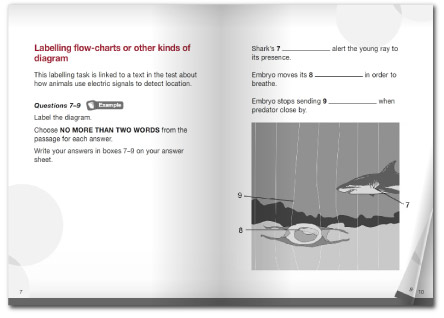 Labelling flow-charts or other kinds of
diagram
This labelling task is linked to a text in the test about
how animals use electric signals to detect location.
Questions 7–9 Example
Label the diagram.
Choose NO MORE THAN TWO WORDS from the
passage for each answer.
Write your answers in boxes 7–9 on your answer
sheet.
7
Shark's 7 ____________ alert the young ray to
its presence.
Embryo moves its 8 ____________ in order to
breathe.
Embryo stops sending 9 ____________ when
predator close by.
9
7
8
10